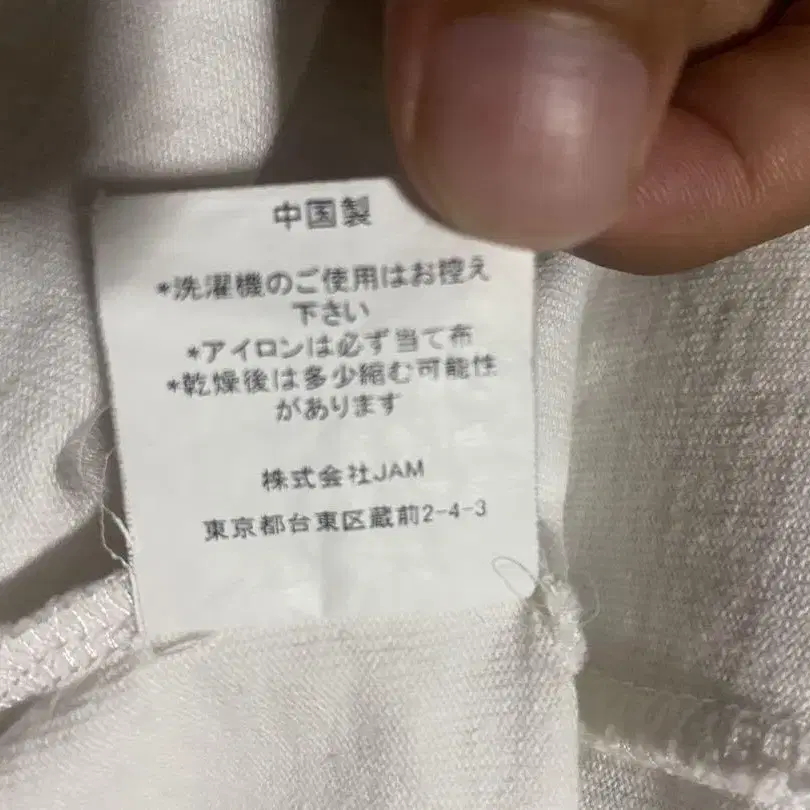 中国製
*洗濯機のご使用はお控え
下さい
*アイロンは必ず当て布
*乾燥後は多少縮む可能性
があります
株式会社JAM
東京都台東区蔵前2-4-3